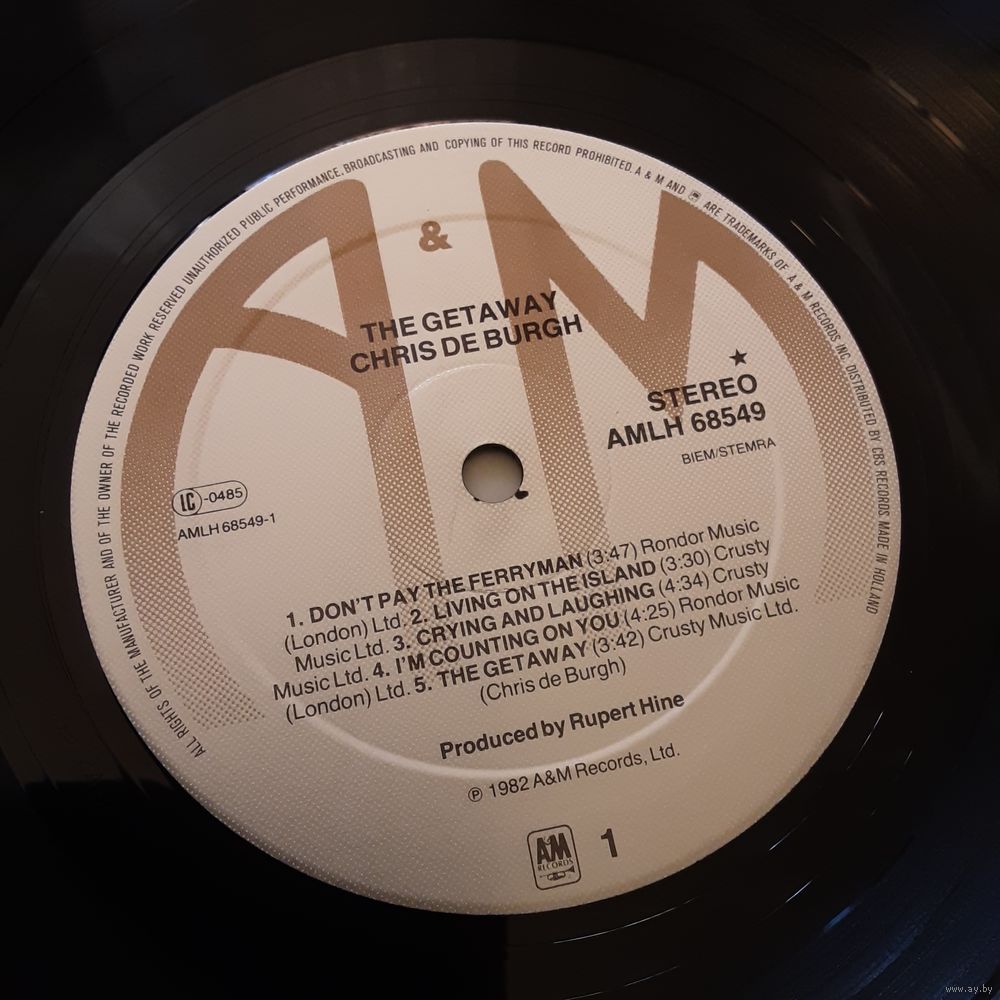 ALL RIGHTS OF THE MANUFACTURER AND OF THE OWNER OF THE RECORDED WORK RESERVED UNAUTHORIZED PUBLIC PERFORMANCE, BROADCASTING AND COPYING OF THIS RECORD PROHIBITED. A & M AND ARE TRADEMARKS OF A & M RECORDS INC. DISTRIBUTED BY CBS RECORDS. MADE IN HOLLAND
A & M
THE GETAWAY
CHRIS DE BURGH
★
STEREO
AMLH 68549
BIEM/STEMRA
LC-0485
AMLH 68549-1
1. DON'T PAY THE FERRYMAN (3:47) Rondor Music
(London) Ltd. 2. LIVING ON THE ISLAND (3:30) Crusty
Music Ltd. 3. CRYING AND LAUGHING (4:34) Crusty
Music Ltd. 4. I'M COUNTING ON YOU (4:25) Rondor Music
(London) Ltd. 5. THE GETAWAY (3:42) Crusty Music Ltd.
(Chris de Burgh)
Produced by Rupert Hine
℗ 1982 A&M Records, Ltd.
A&M
RECORDS
1
www.ay.by